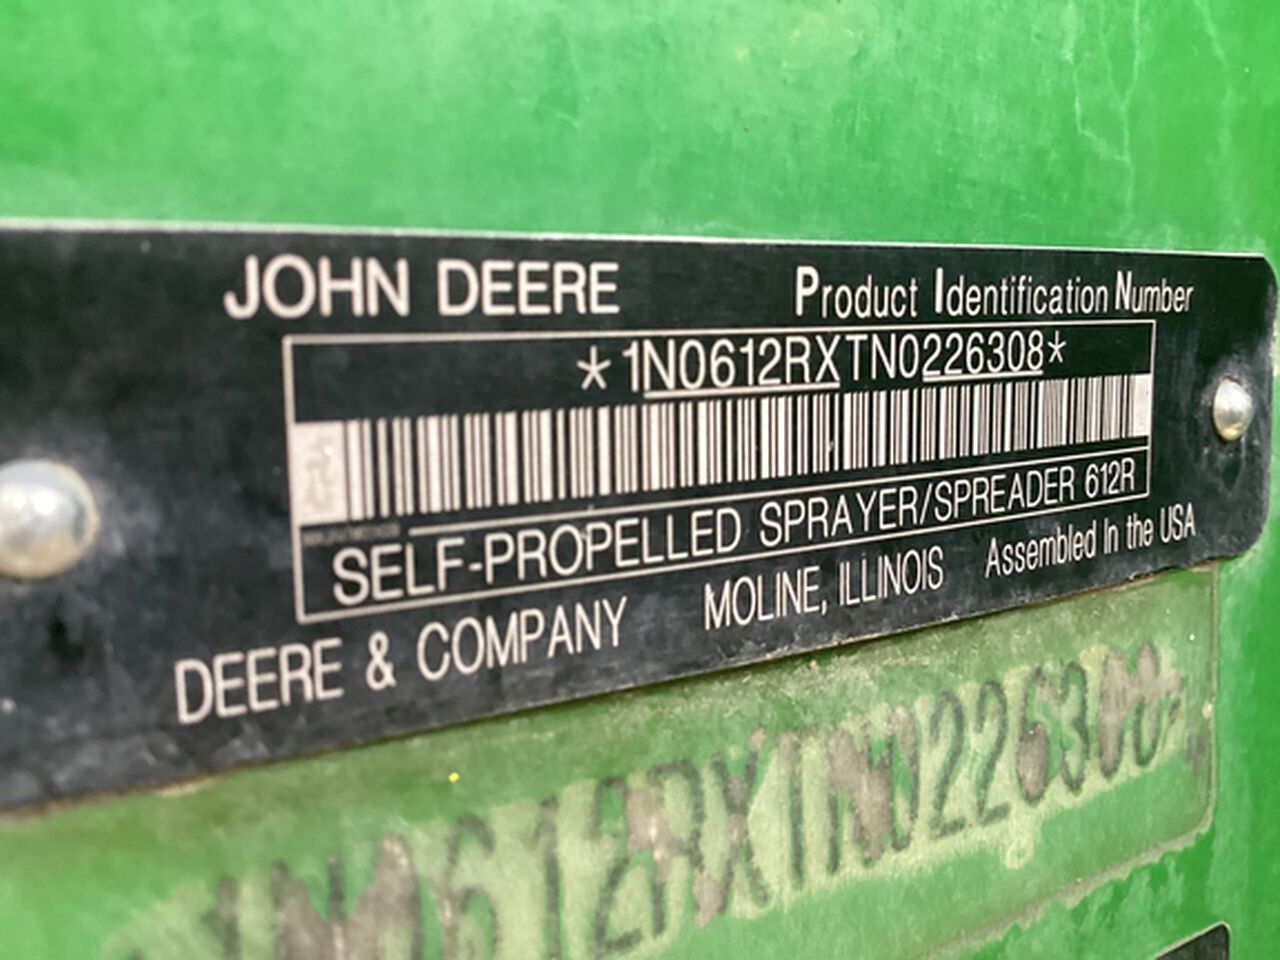 JOHN DEERE Product Identification Number
*1N0612RXTN0226308*
SELF-PROPELLED SPRAYER/SPREADER 612R
DEERE & COMPANY MOLINE, ILLINOIS Assembled In the USA
1N0612RXTN0226308